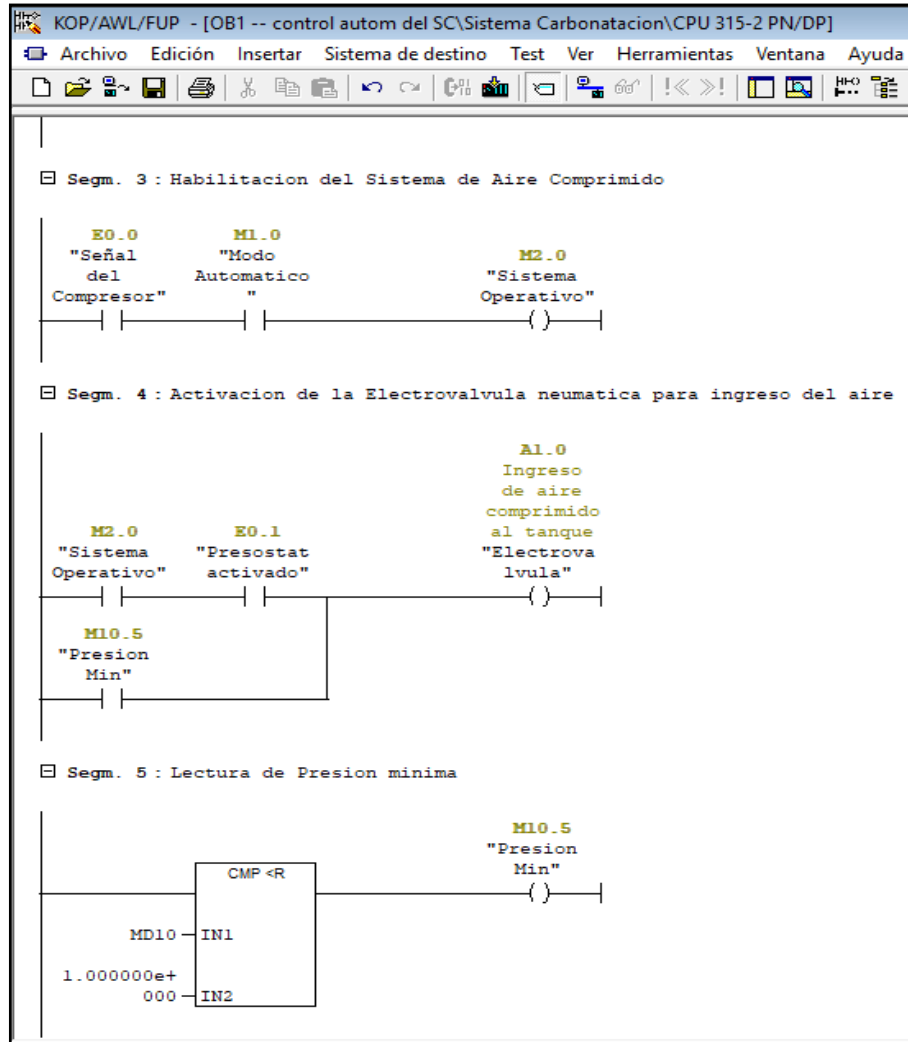 KOP/AWL/FUP - [OB1 -- control autom del SC\Sistema Carbonatacion\CPU 315-2 PN/DP]
Archivo Edición Insertar Sistema de destino Test Ver Herramientas Ventana Ayuda
Segm. 3 : Habilitacion del Sistema de Aire Comprimido
E0.0 M1.0
"Señal "Modo M2.0
del Automatico "Sistema
Compresor" " Operativo"
Segm. 4 : Activacion de la Electrovalvula neumatica para ingreso del aire
A1.0
Ingreso
de aire
comprimido
M2.0 E0.1 al tanque
"Sistema "Presostat "Electrova
Operativo" activado" lvula"
M10.5
"Presion
Min"
Segm. 5 : Lectura de Presion minima
M10.5
"Presion
CMP <R Min"
MD10 IN1
1.000000e+
000 IN2